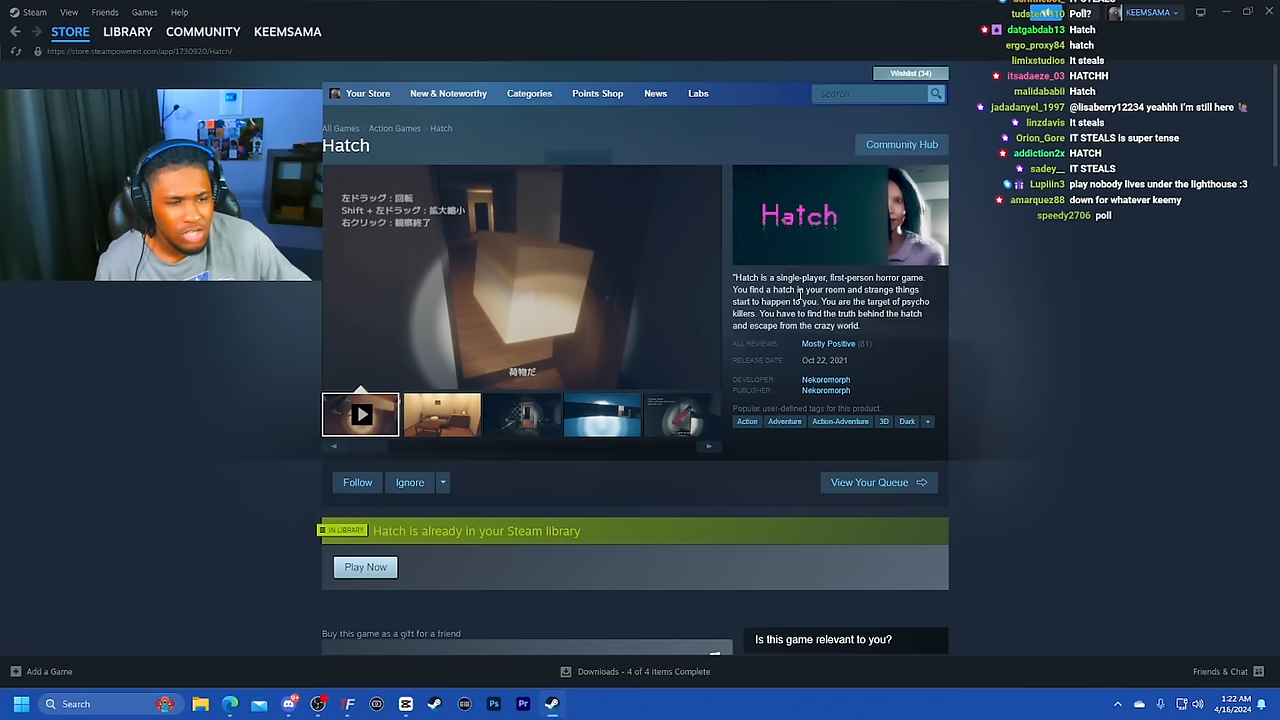 Steam View Friends Games Help
KEEMSAMA
STORE LIBRARY COMMUNITY KEEMSAMA
https://store.steampowered.com/app/1730920/Hatch/
Wishlist (34)
Your Store New & Noteworthy Categories Points Shop News Labs search
All Games > Action Games > Hatch
Hatch
Community Hub
左ドラッグ : 回転
Shift + 左ドラッグ : 拡大縮小
右クリック : 観察終了
荷物だ
Hatch
"Hatch is a single-player, first-person horror game.
You find a hatch in your room and strange things
start to happen to you. You are the target of psycho
killers. You have to find the truth behind the hatch
and escape from the crazy world.
ALL REVIEWS: Mostly Positive (81)
RELEASE DATE: Oct 22, 2021
DEVELOPER: Nekoromorph
PUBLISHER: Nekoromorph
Popular user-defined tags for this product:
Action Adventure Action-Adventure 3D Dark +
Follow Ignore View Your Queue
IN LIBRARY Hatch is already in your Steam library
Play Now
Buy this game as a gift for a friend
Is this game relevant to you?
IT STEALS
Poll?
datgabdab13 Hatch
ergo_proxy84 hatch
limixstudios It steals
itsadaeze_03 HATCHH
malidababii Hatch
jadadanyel_1997 @lisaberry12234 yeahhh I'm still here
linzdavis It steals
Orion_Gore IT STEALS is super tense
addiction2x HATCH
sadey__ IT STEALS
Lupiiin3 play nobody lives under the lighthouse :3
amarquez88 down for whatever keemy
speedy2706 poll
Add a Game Downloads - 4 of 4 Items Complete Friends & Chat
Search
1:22 AM
4/16/2024